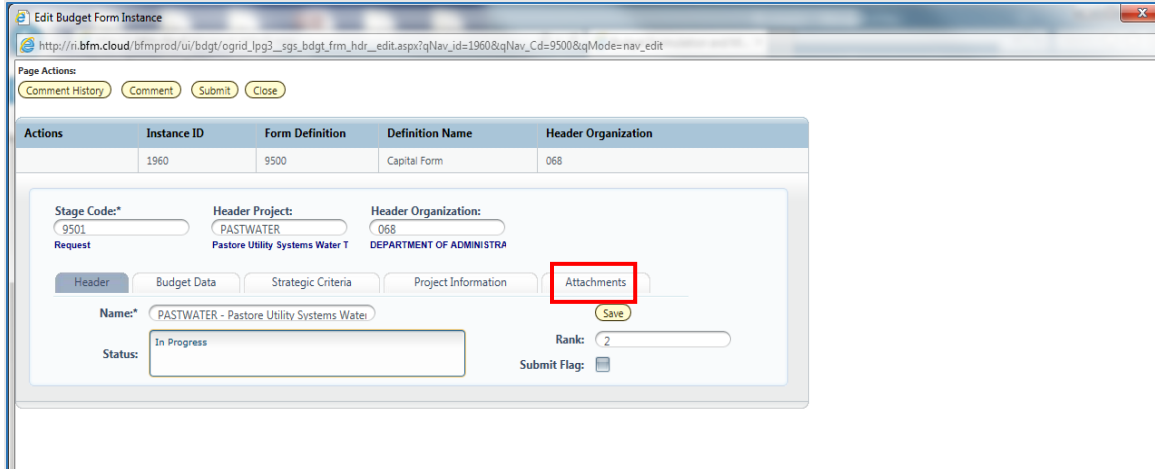 Edit Budget Form Instance
http://ri.bfm.cloud/bfmprod/ui/bdgt/ogrid_lpg3__sgs_bdgt_frm_hdr__edit.aspx?qNav_id=1960&qNav_Cd=9500&qMode=nav_edit
Page Actions:
Comment History Comment Submit Close
Actions Instance ID Form Definition Definition Name Header Organization
1960 9500 Capital Form 068
Stage Code:* Header Project: Header Organization:
9501 PASTWATER 068
Request Pastore Utility Systems Water T DEPARTMENT OF ADMINISTRA
Header Budget Data Strategic Criteria Project Information Attachments
Name:* PASTWATER - Pastore Utility Systems Water Save
Status: In Progress Rank: 2
Submit Flag: